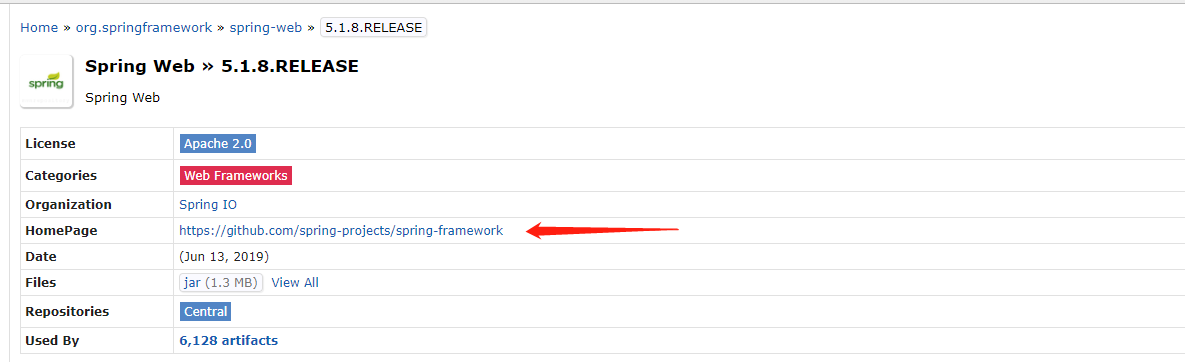 Home » org.springframework » spring-web » 5.1.8.RELEASE
spring
Spring Web » 5.1.8.RELEASE
Spring Web
License Apache 2.0
Categories Web Frameworks
Organization Spring IO
HomePage https://github.com/spring-projects/spring-framework
Date (Jun 13, 2019)
Files jar (1.3 MB) View All
Repositories Central
Used By 6,128 artifacts